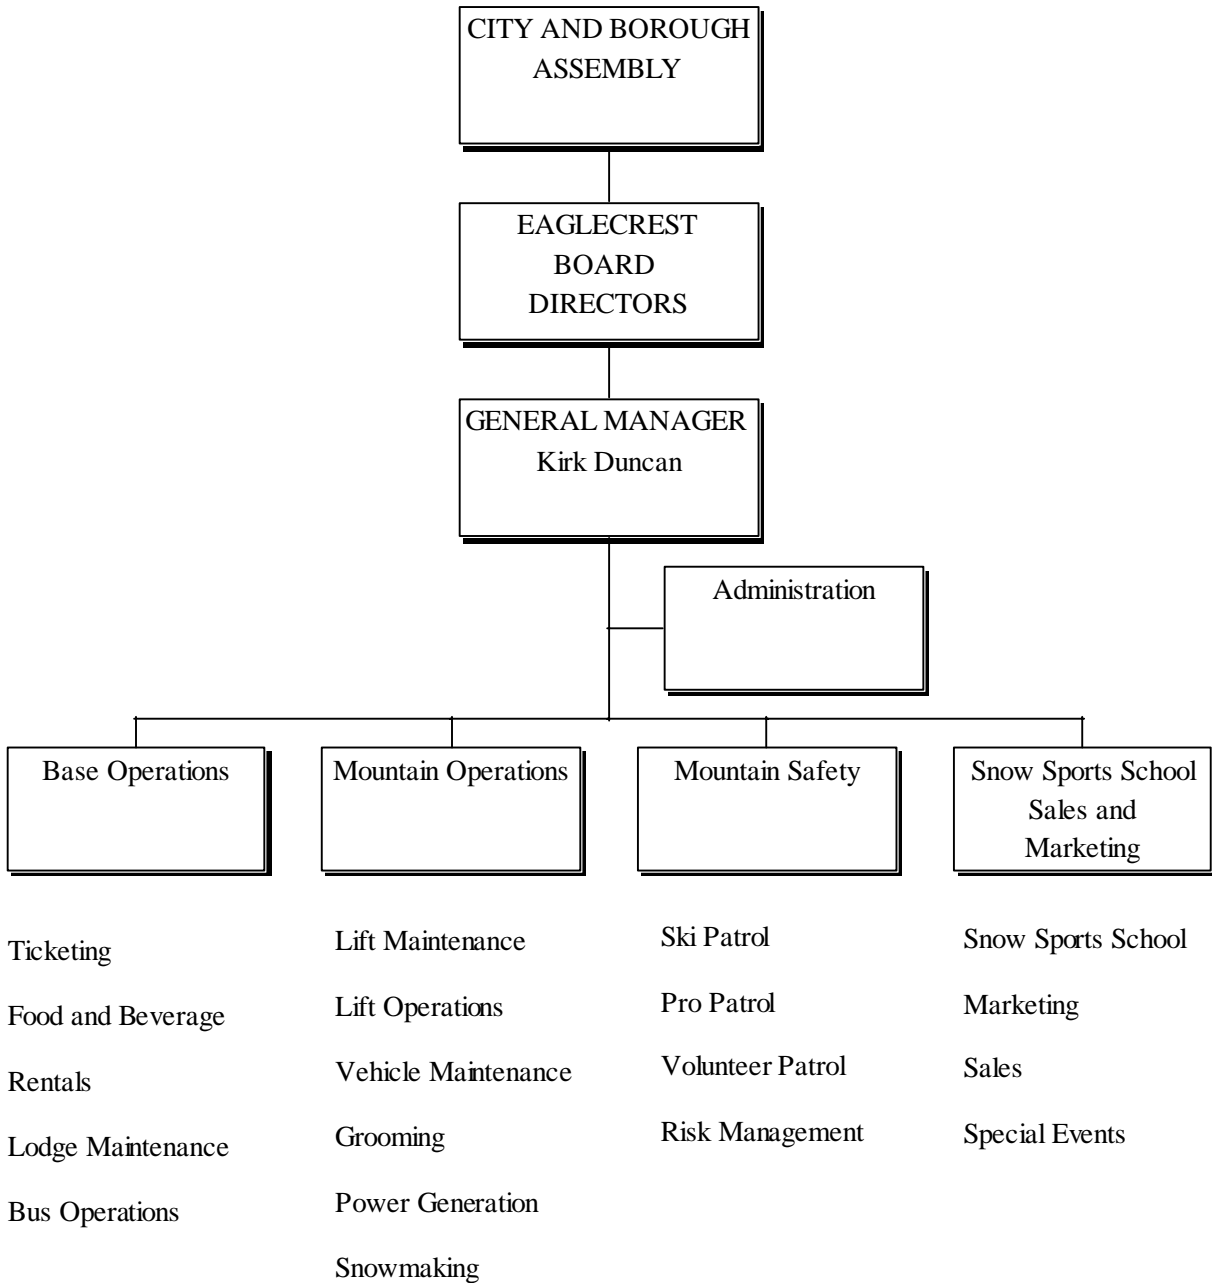 CITY AND BOROUGH
ASSEMBLY
EAGLECREST
BOARD
DIRECTORS
GENERAL MANAGER
Kirk Duncan
Administration
Base Operations
Mountain Operations
Mountain Safety
Snow Sports School
Sales and
Marketing
Ticketing
Food and Beverage
Rentals
Lodge Maintenance
Bus Operations
Lift Maintenance
Lift Operations
Vehicle Maintenance
Grooming
Power Generation
Snowmaking
Ski Patrol
Pro Patrol
Volunteer Patrol
Risk Management
Snow Sports School
Marketing
Sales
Special Events